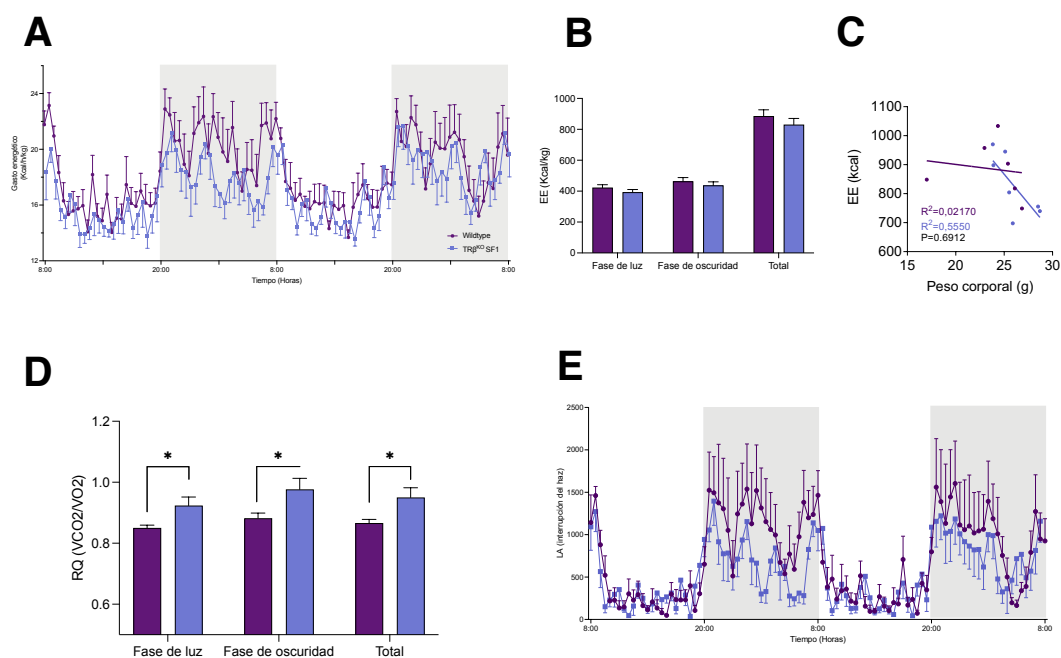 A
Gasto energético
(Kcal/h/kg)
24
20
16
12
Wildtype
TRβKO SF1
8:00
20:00
8:00
20:00
8:00
Tiempo (Horas)
B
EE (Kcal/kg)
1000
800
600
400
200
0
Fase de luz
Fase de oscuridad
Total
C
EE (kcal)
1100
1000
900
800
700
600
R2=0,02170
R2=0,5550
P=0.6912
15
20
25
30
Peso corporal (g)
D
RQ (VCO2/VO2)
1.2
1.0
0.8
0.6
*
*
*
Fase de luz
Fase de oscuridad
Total
E
LA (interrupción del haz)
2500
2000
1500
1000
500
0
8:00
20:00
8:00
20:00
8:00
Tiempo (Horas)